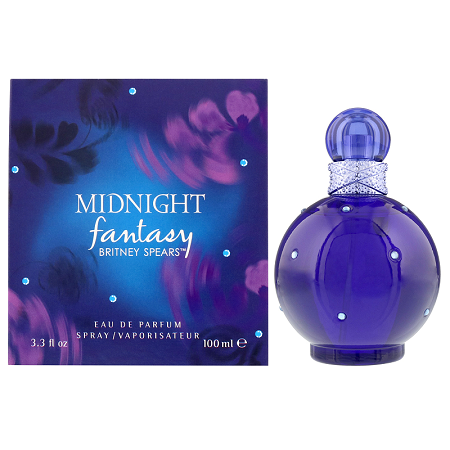 MIDNIGHT
fantasy
BRITNEY SPEARS™
EAU DE PARFUM
SPRAY/VAPORISATEUR
3.3 fl oz 100 ml ℮